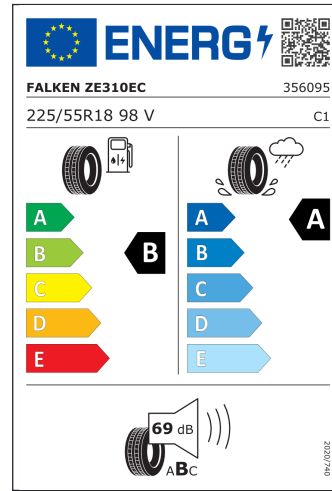 ENERG
FALKEN ZE310EC 356095
225/55R18 98 V C1
A A A
B B B
C C
D D
E E
69 dB
ABC
2020/740